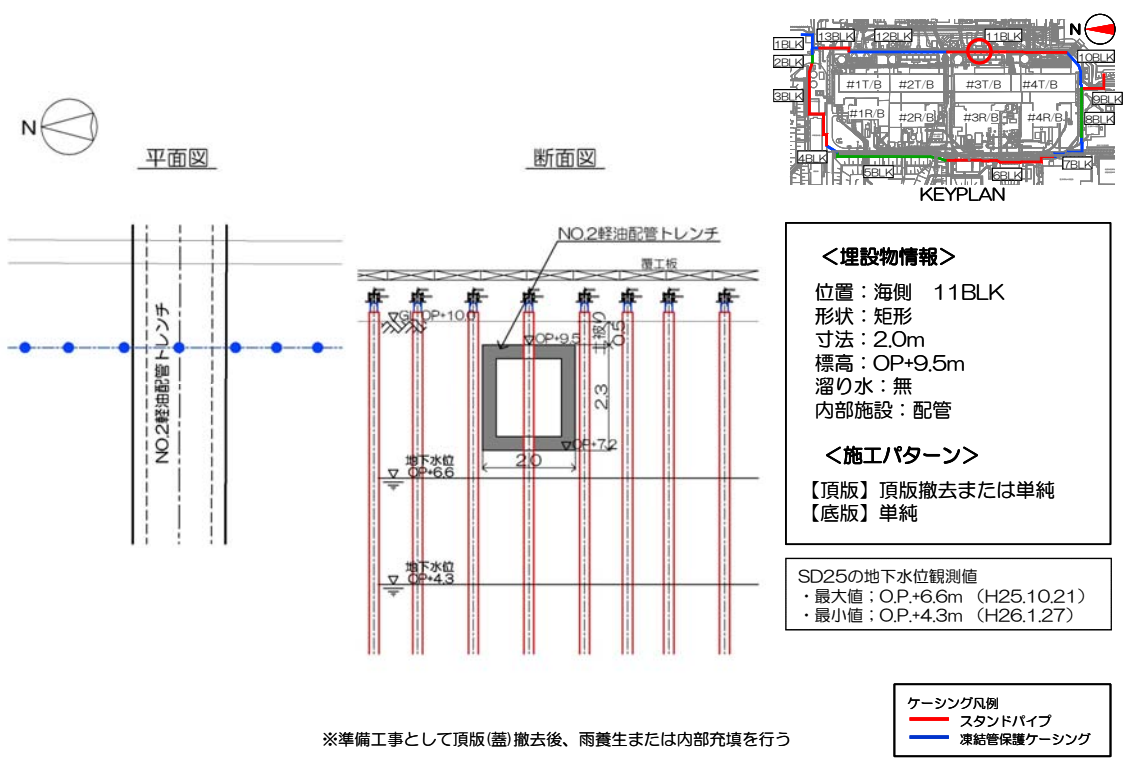 N
平面図
断面図
NO.2軽油配管トレンチ
NO.2軽油配管トレンチ
覆工板
GL OP+10.0
土被り
0.5
OP+9.5
2.3
OP+7.2
2.0
地下水位
OP+6.6
地下水位
OP+4.3
※準備工事として頂版(蓋)撤去後、雨養生または内部充填を行う
N
13BLK
12BLK
11BLK
1BLK
2BLK
10BLK
3BLK
9BLK
8BLK
#1T/B
#2T/B
#3T/B
#4T/B
#1R/B
#2R/B
#3R/B
#4R/B
4BLK
5BLK
6BLK
7BLK
KEYPLAN
＜埋設物情報＞
位置：海側　11BLK
形状：矩形
寸法：2.0m
標高：OP+9.5m
溜り水：無
内部施設：配管
＜施工パターン＞
【頂版】頂版撤去または単純
【底版】単純
SD25の地下水位観測値
・最大値；O.P.+6.6m （H25.10.21）
・最小値；O.P.+4.3m （H26.1.27）
ケーシング凡例
スタンドパイプ
凍結管保護ケーシング